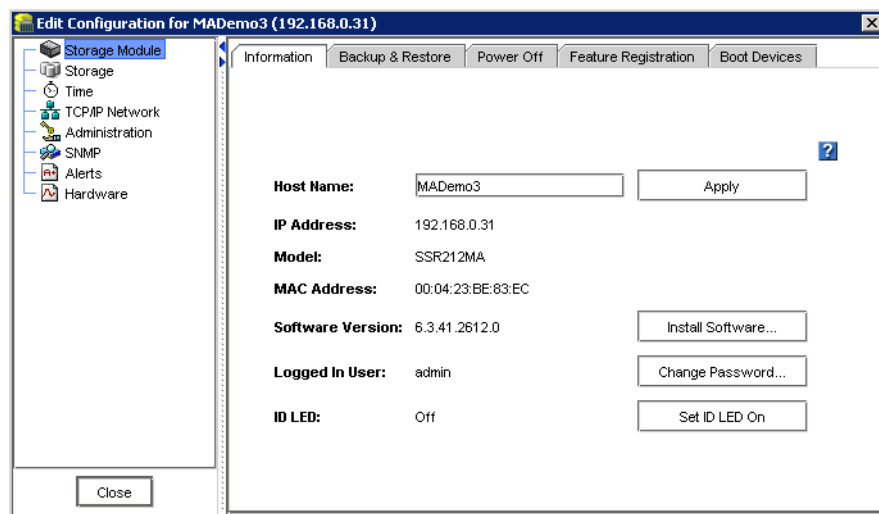 Edit Configuration for MADemo3 (192.168.0.31)
Storage Module
Storage
Time
TCP/IP Network
Administration
SNMP
Alerts
Hardware
Close
Information Backup & Restore Power Off Feature Registration Boot Devices
?
Host Name: MADemo3 Apply
IP Address: 192.168.0.31
Model: SSR212MA
MAC Address: 00:04:23:BE:83:EC
Software Version: 6.3.41.2612.0 Install Software...
Logged In User: admin Change Password...
ID LED: Off Set ID LED On